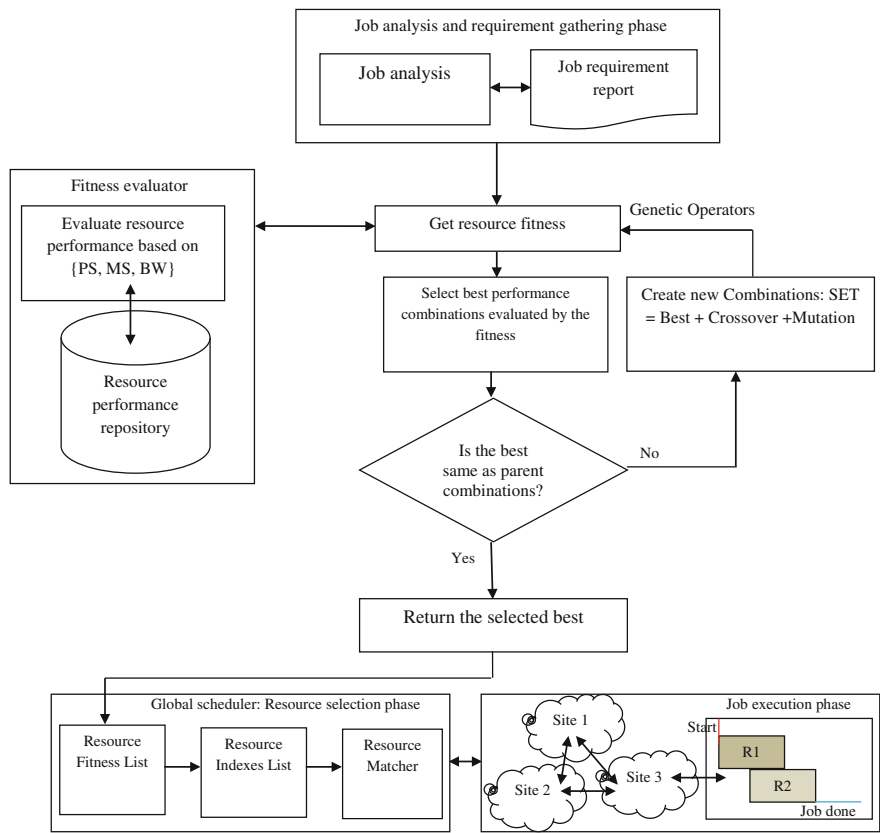 Job analysis and requirement gathering phase
Job analysis
Job requirement
report
Fitness evaluator
Evaluate resource
performance based on
{PS, MS, BW}
Resource
performance
repository
Get resource fitness
Genetic Operators
Select best performance
combinations evaluated by the
fitness
Create new Combinations: SET
= Best + Crossover +Mutation
Is the best
same as parent
combinations?
No
Yes
Return the selected best
Global scheduler: Resource selection phase
Resource
Fitness List
Resource
Indexes List
Resource
Matcher
Job execution phase
Site 1
Site 2
Site 3
Start
R1
R2
Job done